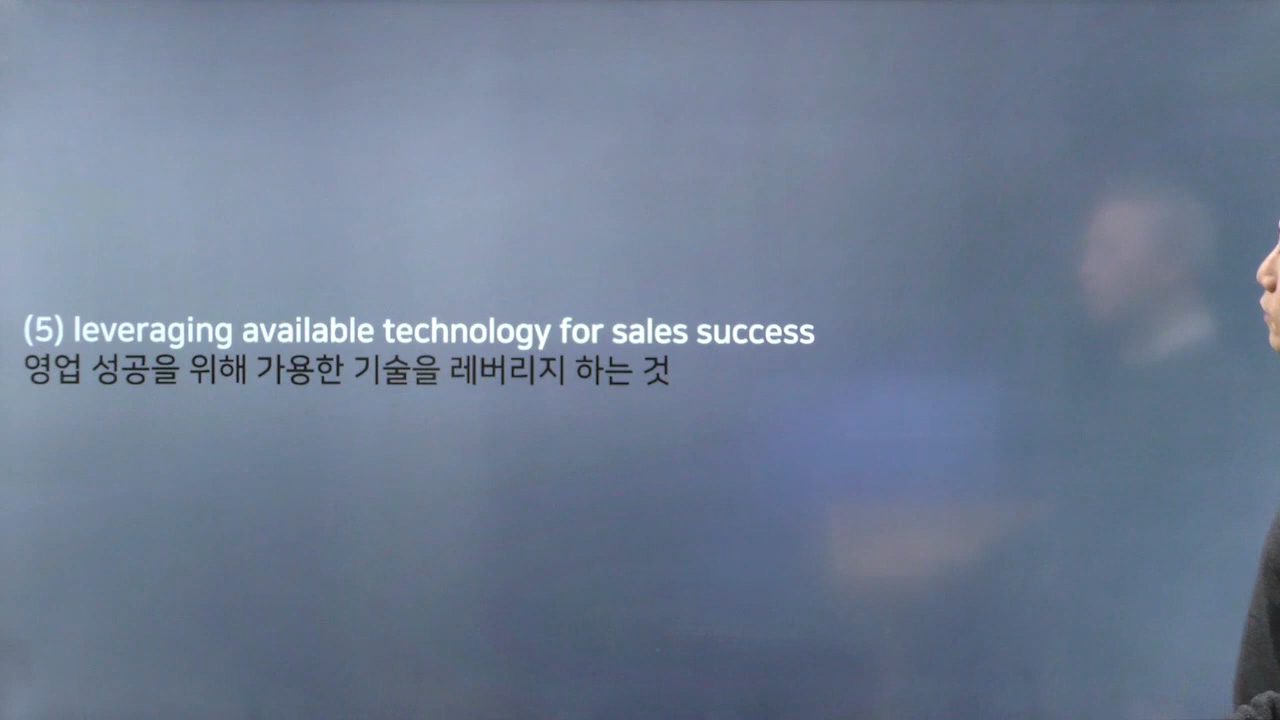 (5) leveraging available technology for sales success
영업 성공을 위해 가용한 기술을 레버리지 하는 것